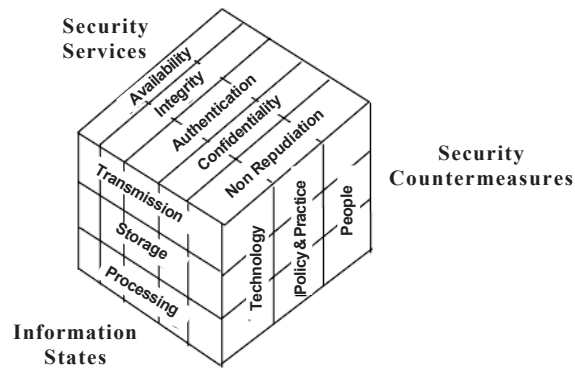 Security
Services
Availability
Integrity
Authentication
Confidentiality
Non Repudiation
Transmission
Storage
Processing
Technology
Policy & Practice
People
Security
Countermeasures
Information
States